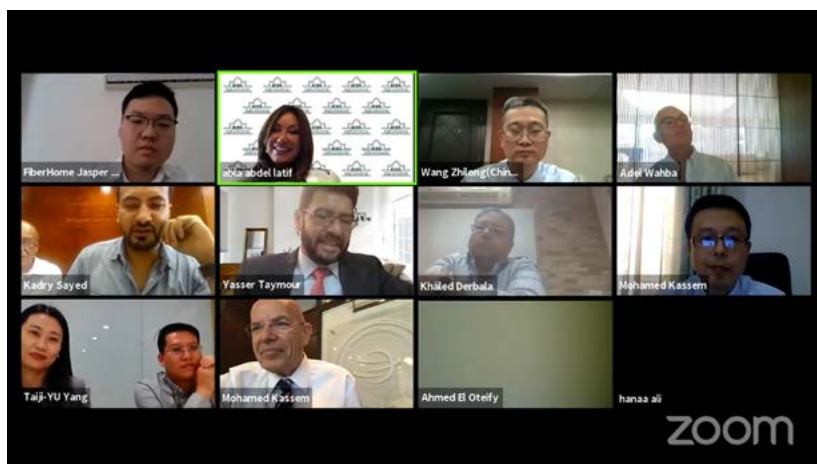 FiberHome Jasper ...
abla abdel latif
Wang Zhilong(Chin...
Adel Wahba
Kadry Sayed
Yasser Taymour
Khaled Derbala
Mohamed Kassem
Taiji-YU Yang
Mohamed Kassem
Ahmed El Oteify
hanaa ali
zoom